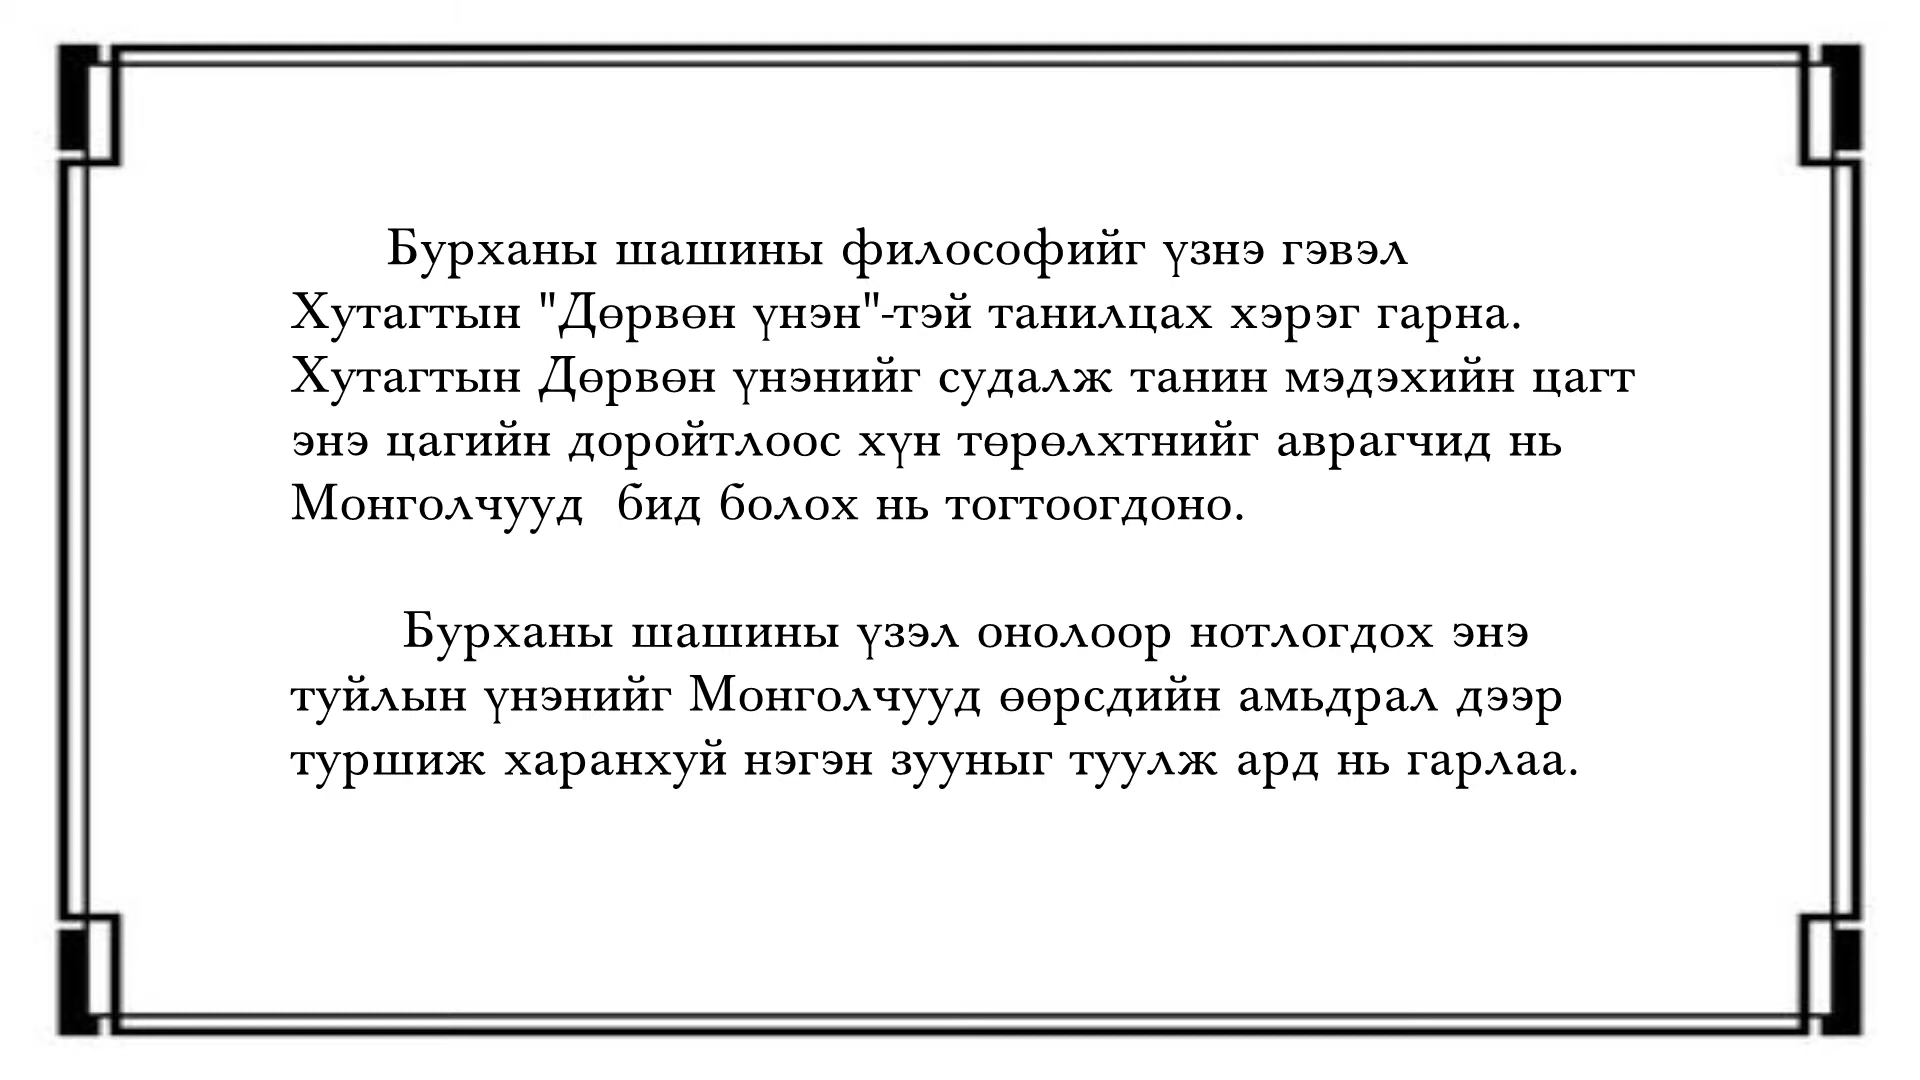 Бурханы шашины философийг үзнэ гэвэл
Хутагтын "Дөрвөн үнэн"-тэй танилцах хэрэг гарна.
Хутагтын Дөрвөн үнэнийг судалж танин мэдэхийн цагт
энэ цагийн доройтлоос хүн төрөлхтнийг аврагчид нь
Монголчууд  бид болох нь тогтоогдоно.
Бурханы шашины үзэл онолоор нотлогдох энэ
туйлын үнэнийг Монголчууд өөрсдийн амьдрал дээр
туршиж харанхуй нэгэн зууныг туулж ард нь гарлаа.